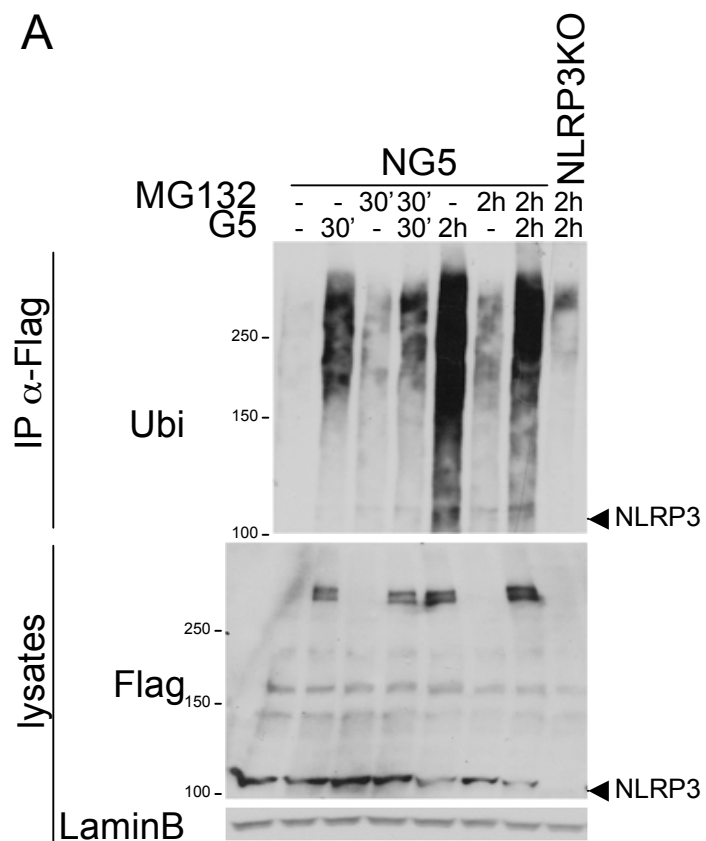 A
NLRP3KO
NG5
MG132 - - 30' 30' - 2h 2h 2h
G5 - 30' - 30' 2h - 2h 2h
IP α-Flag
Ubi
250 -
150 -
100 -
NLRP3
lysates
Flag
250 -
150 -
100 -
NLRP3
LaminB